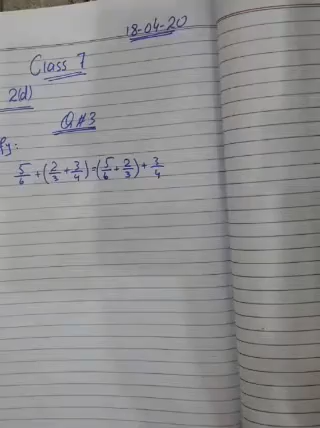 18-04-20
Class 7
2(d)
Q#3
fy:
5/6 + (2/3 + 3/4) = (5/6 + 2/3) + 3/4